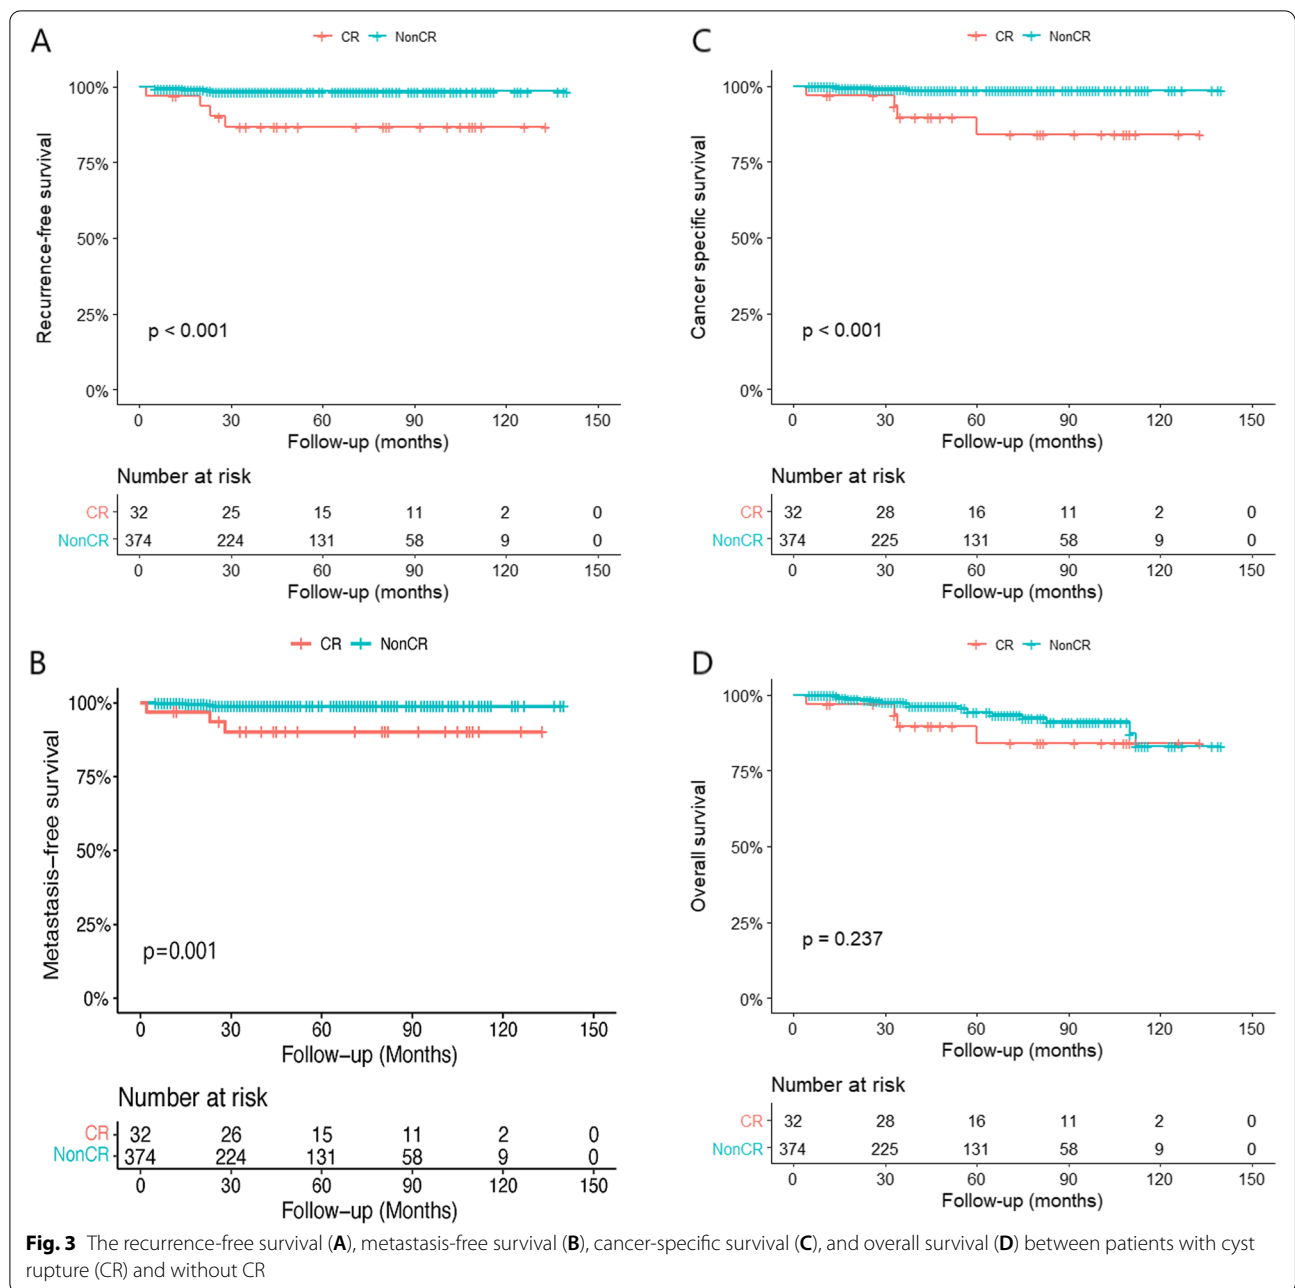 A
CR NonCR
100%
75%
50%
25%
0%
Recurrence-free survival
p < 0.001
0 30 60 90 120 150
Follow-up (months)
Number at risk
CR 32 25 15 11 2 0
NonCR 374 224 131 58 9 0
0 30 60 90 120 150
Follow-up (months)
C
CR NonCR
100%
75%
50%
25%
0%
Cancer specific survival
p < 0.001
0 30 60 90 120 150
Follow-up (months)
Number at risk
CR 32 28 16 11 2 0
NonCR 374 225 131 58 9 0
0 30 60 90 120 150
Follow-up (months)
B
CR NonCR
100%
75%
50%
25%
0%
Metastasis–free survival
p=0.001
0 30 60 90 120 150
Follow–up (Months)
Number at risk
CR 32 26 15 11 2 0
NonCR 374 224 131 58 9 0
0 30 60 90 120 150
Follow–up (Months)
D
CR NonCR
100%
75%
50%
25%
0%
Overall survival
p = 0.237
0 30 60 90 120 150
Follow-up (months)
Number at risk
CR 32 28 16 11 2 0
NonCR 374 225 131 58 9 0
0 30 60 90 120 150
Follow-up (months)
Fig. 3 The recurrence-free survival (A), metastasis-free survival (B), cancer-specific survival (C), and overall survival (D) between patients with cyst
rupture (CR) and without CR